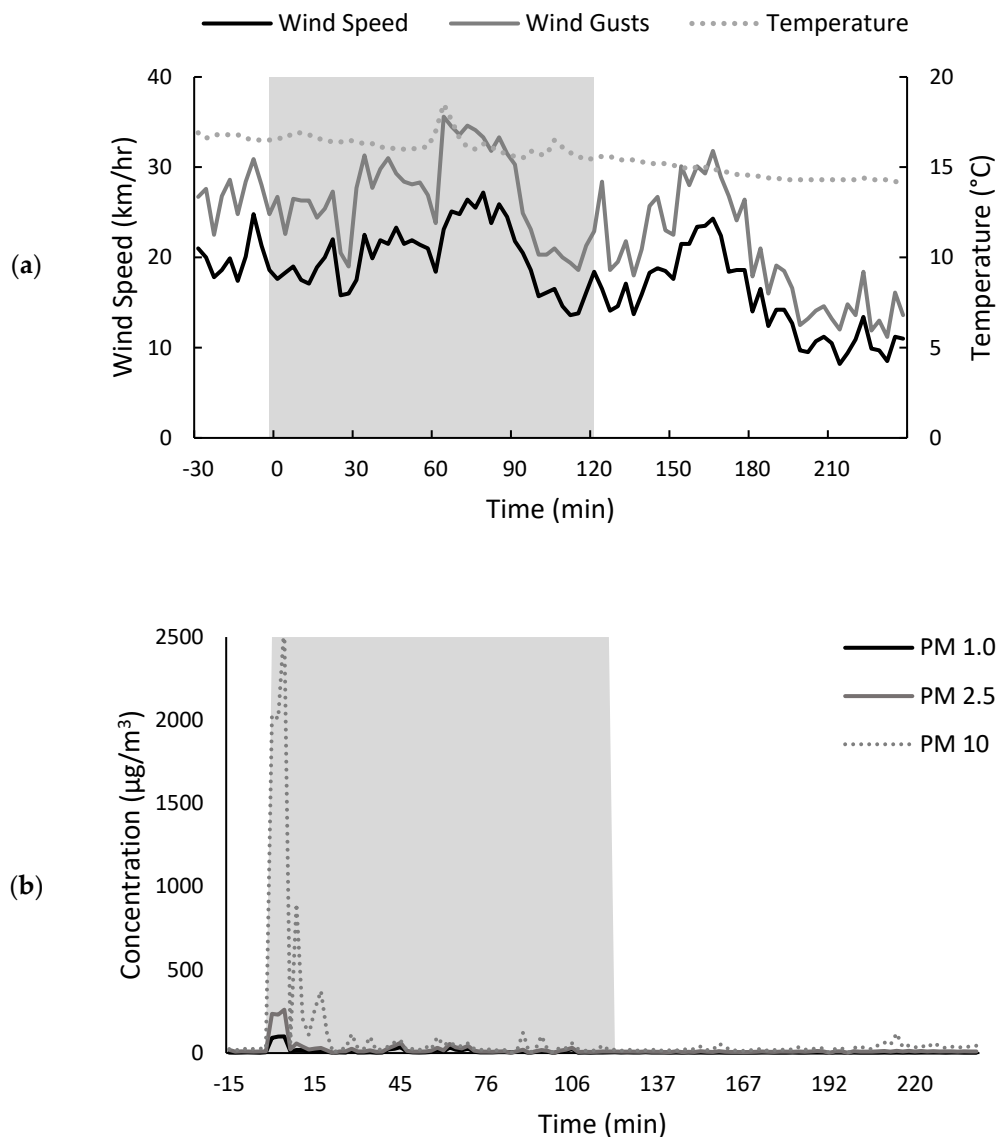 Wind Speed Wind Gusts Temperature
40
30
20
10
0
Wind Speed (km/hr)
20
15
10
5
0
Temperature (°C)
-30 0 30 60 90 120 150 180 210
Time (min)
(a)
2500
2000
1500
1000
500
0
Concentration (µg/m³)
PM 1.0
PM 2.5
PM 10
-15 15 45 76 106 137 167 192 220
Time (min)
(b)